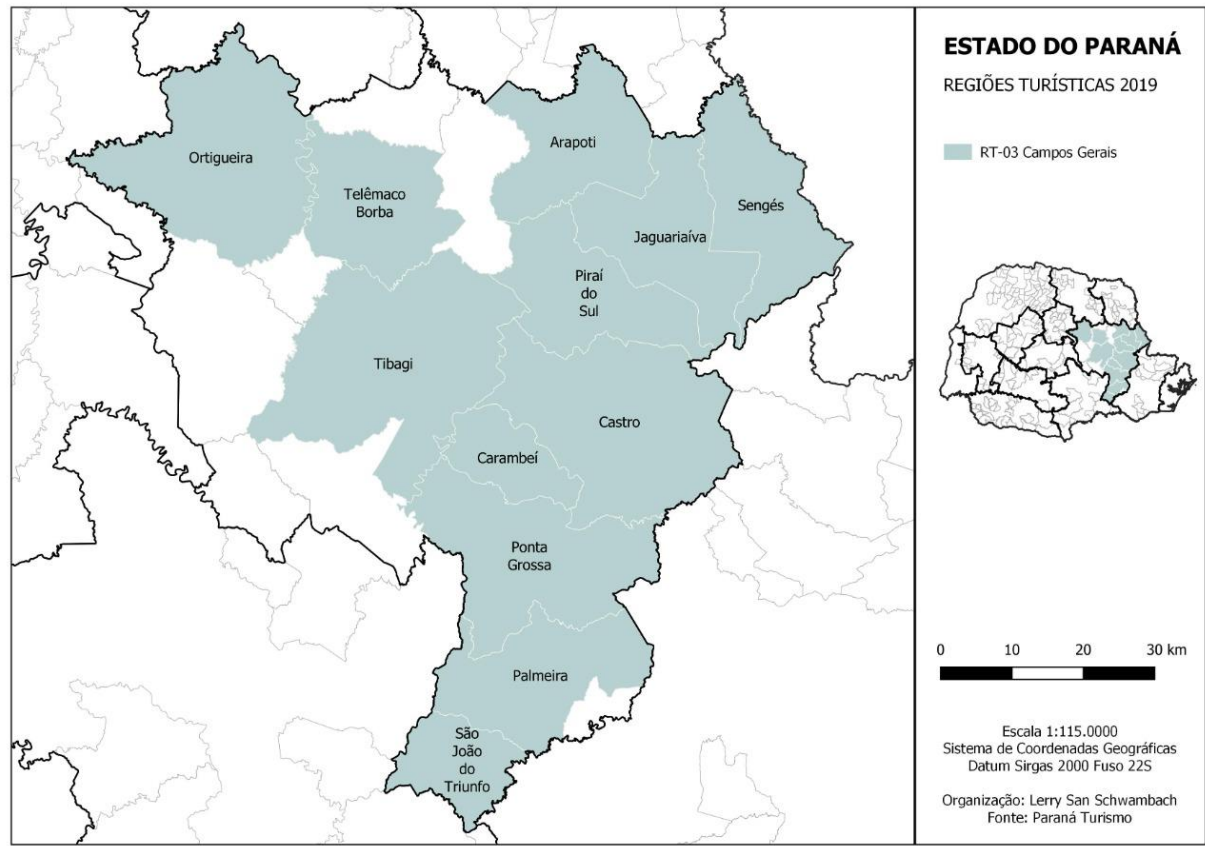 Ortigueira
Telêmaco
Borba
Arapoti
Sengés
Jaguariaíva
Piraí
do
Sul
Tibagi
Castro
Carambeí
Ponta
Grossa
Palmeira
São
João
do
Triunfo
ESTADO DO PARANÁ
REGIÕES TURÍSTICAS 2019
RT-03 Campos Gerais
0 10 20 30 km
Escala 1:115.0000
Sistema de Coordenadas Geográficas
Datum Sirgas 2000 Fuso 22S
Organização: Lerry San Schwambach
Fonte: Paraná Turismo